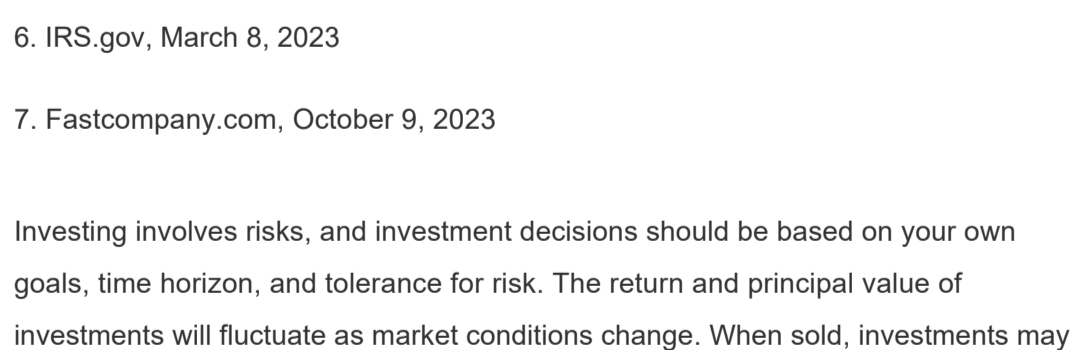 6. IRS.gov, March 8, 2023
7. Fastcompany.com, October 9, 2023
Investing involves risks, and investment decisions should be based on your own
goals, time horizon, and tolerance for risk. The return and principal value of
investments will fluctuate as market conditions change. When sold, investments may